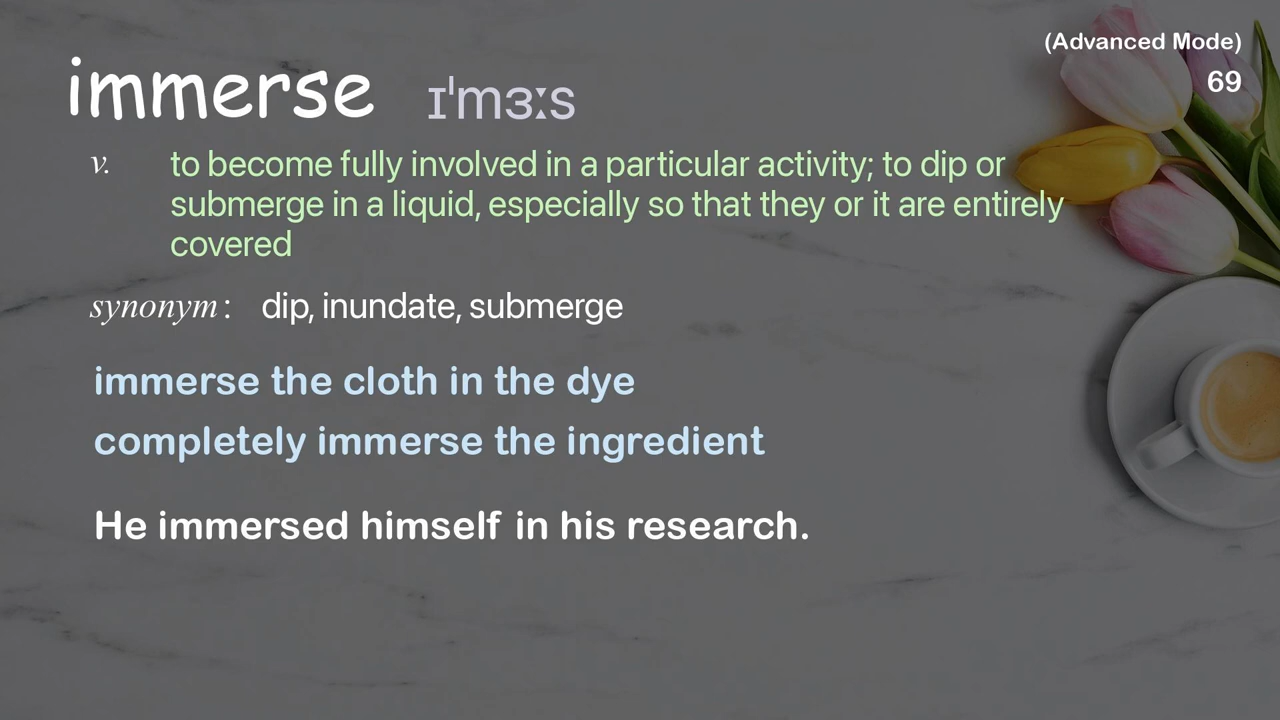 (Advanced Mode)
69
immerse ɪˈmɜːs
v. to become fully involved in a particular activity; to dip or
submerge in a liquid, especially so that they or it are entirely
covered
synonym : dip, inundate, submerge
immerse the cloth in the dye
completely immerse the ingredient
He immersed himself in his research.